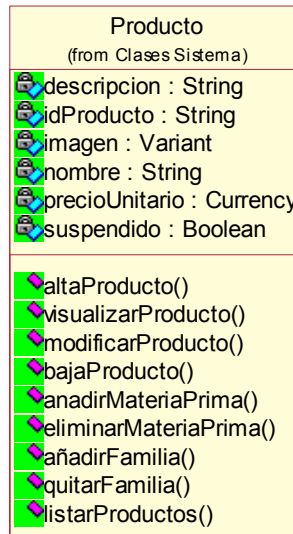 Producto
(from Clases Sistema)
descripcion : String
idProducto : String
imagen : Variant
nombre : String
precioUnitario : Currency
suspendido : Boolean
altaProducto()
visualizarProducto()
modificarProducto()
bajaProducto()
anadirMateriaPrima()
eliminarMateriaPrima()
añadirFamilia()
quitarFamilia()
listarProductos()